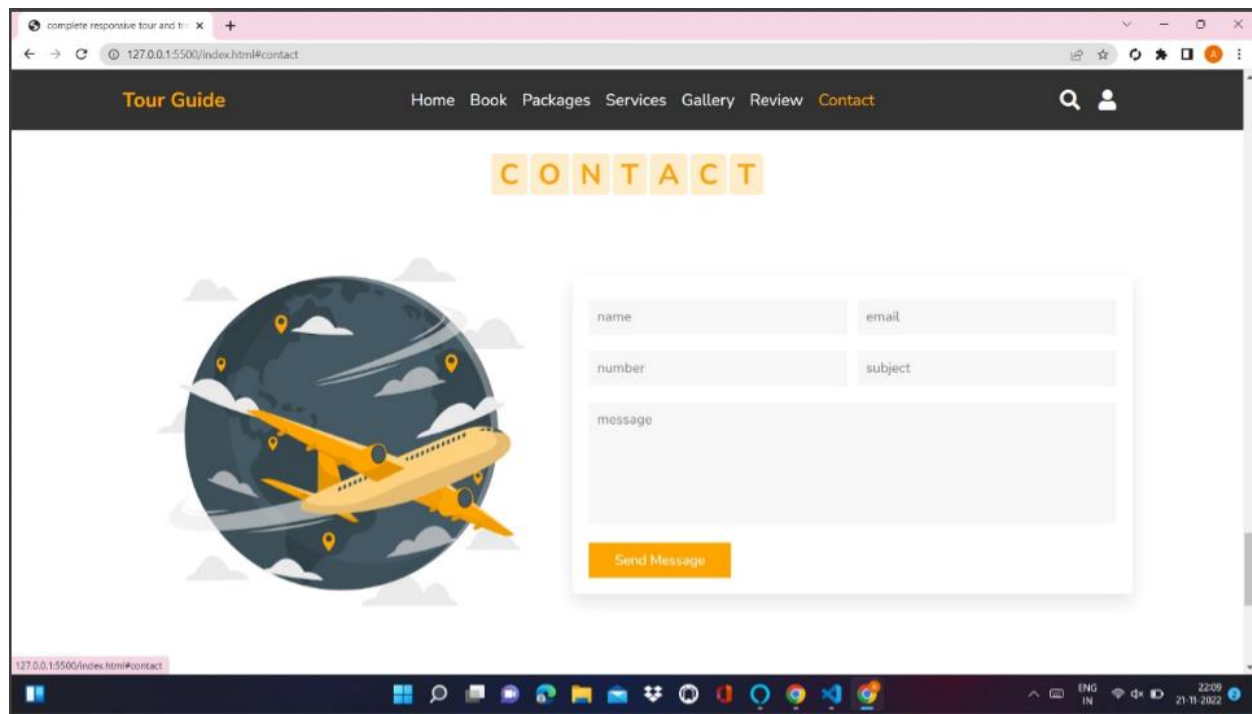 complete responsive tour and tr
127.0.0.1:5500/index.html#contact
A
Tour Guide
Home Book Packages Services Gallery Review Contact
CONTACT
name
email
number
subject
message
Send Message
127.0.0.1:5500/index.html#contact
ENG
IN
22:09
21-11-2022
2